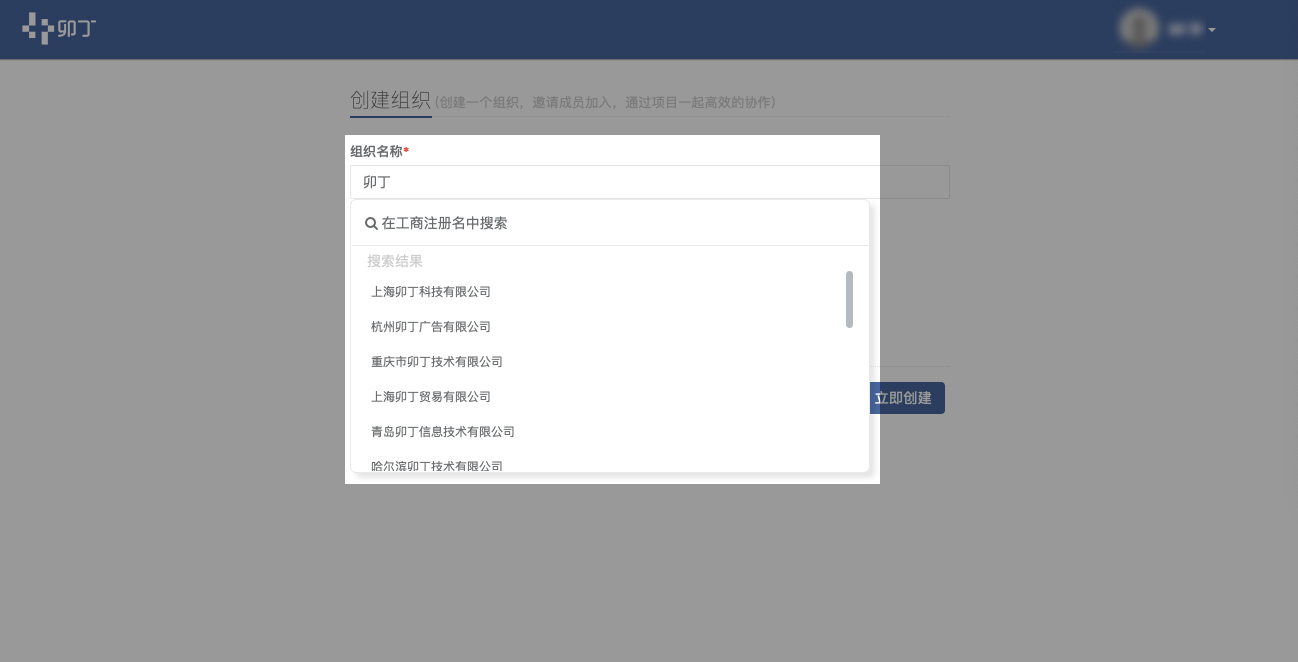 卯丁
创建组织 (创建一个组织，邀请成员加入，通过项目一起高效的协作)
组织名称*
卯丁
在工商注册名中搜索
搜索结果
上海卯丁科技有限公司
杭州卯丁广告有限公司
重庆市卯丁技术有限公司
上海卯丁贸易有限公司
立即创建
青岛卯丁信息技术有限公司
哈尔滨卯丁技术有限公司